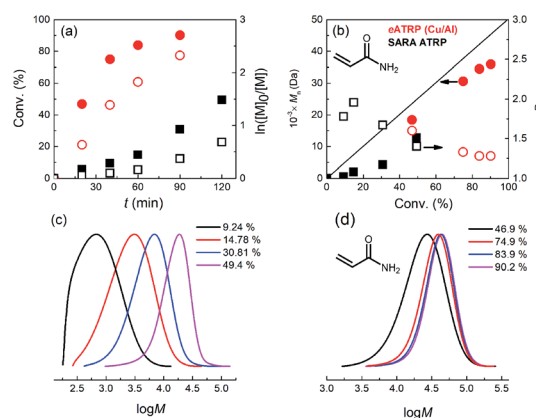 (a)
Conv. (%)
100
80
60
40
20
0
0 20 40 60 80 100 120
t (min)
3
2
1
0
ln([M]0/[M])
(b)
eATRP (Cu/Al)
SARA ATRP
O
NH2
10-3× Mn (Da)
50
40
30
20
10
0
0 20 40 60 80 100
Conv. (%)
3.0
2.5
2
1.5
1.0
(c)
9.24 %
14.78 %
30.81 %
49.4 %
2.5 3.0 3.5 4.0 4.5 5.0
logM
(d)
O
NH2
46.9 %
74.9 %
83.9 %
90.2 %
3.0 3.5 4.0 4.5 5.0 5.5
logM